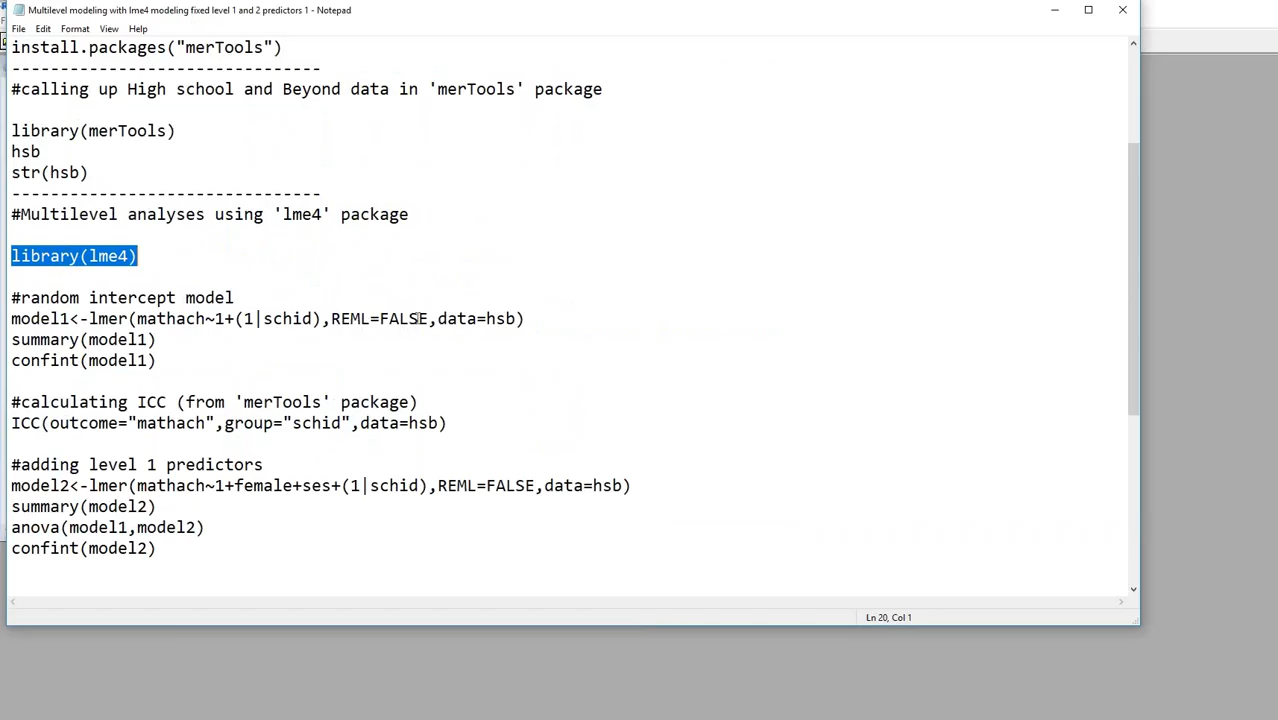 Multilevel modeling with lme4 modeling fixed level 1 and 2 predictors 1 - Notepad
File Edit Format View Help
install.packages("merTools")
--------------------------------
#calling up High school and Beyond data in 'merTools' package
library(merTools)
hsb
str(hsb)
--------------------------------
#Multilevel analyses using 'lme4' package
library(lme4)
#random intercept model
model1<-lmer(mathach~1+(1|schid),REML=FALSE,data=hsb)
summary(model1)
confint(model1)
#calculating ICC (from 'merTools' package)
ICC(outcome="mathach",group="schid",data=hsb)
#adding level 1 predictors
model2<-lmer(mathach~1+female+ses+(1|schid),REML=FALSE,data=hsb)
summary(model2)
anova(model1,model2)
confint(model2)
Ln 20, Col 1